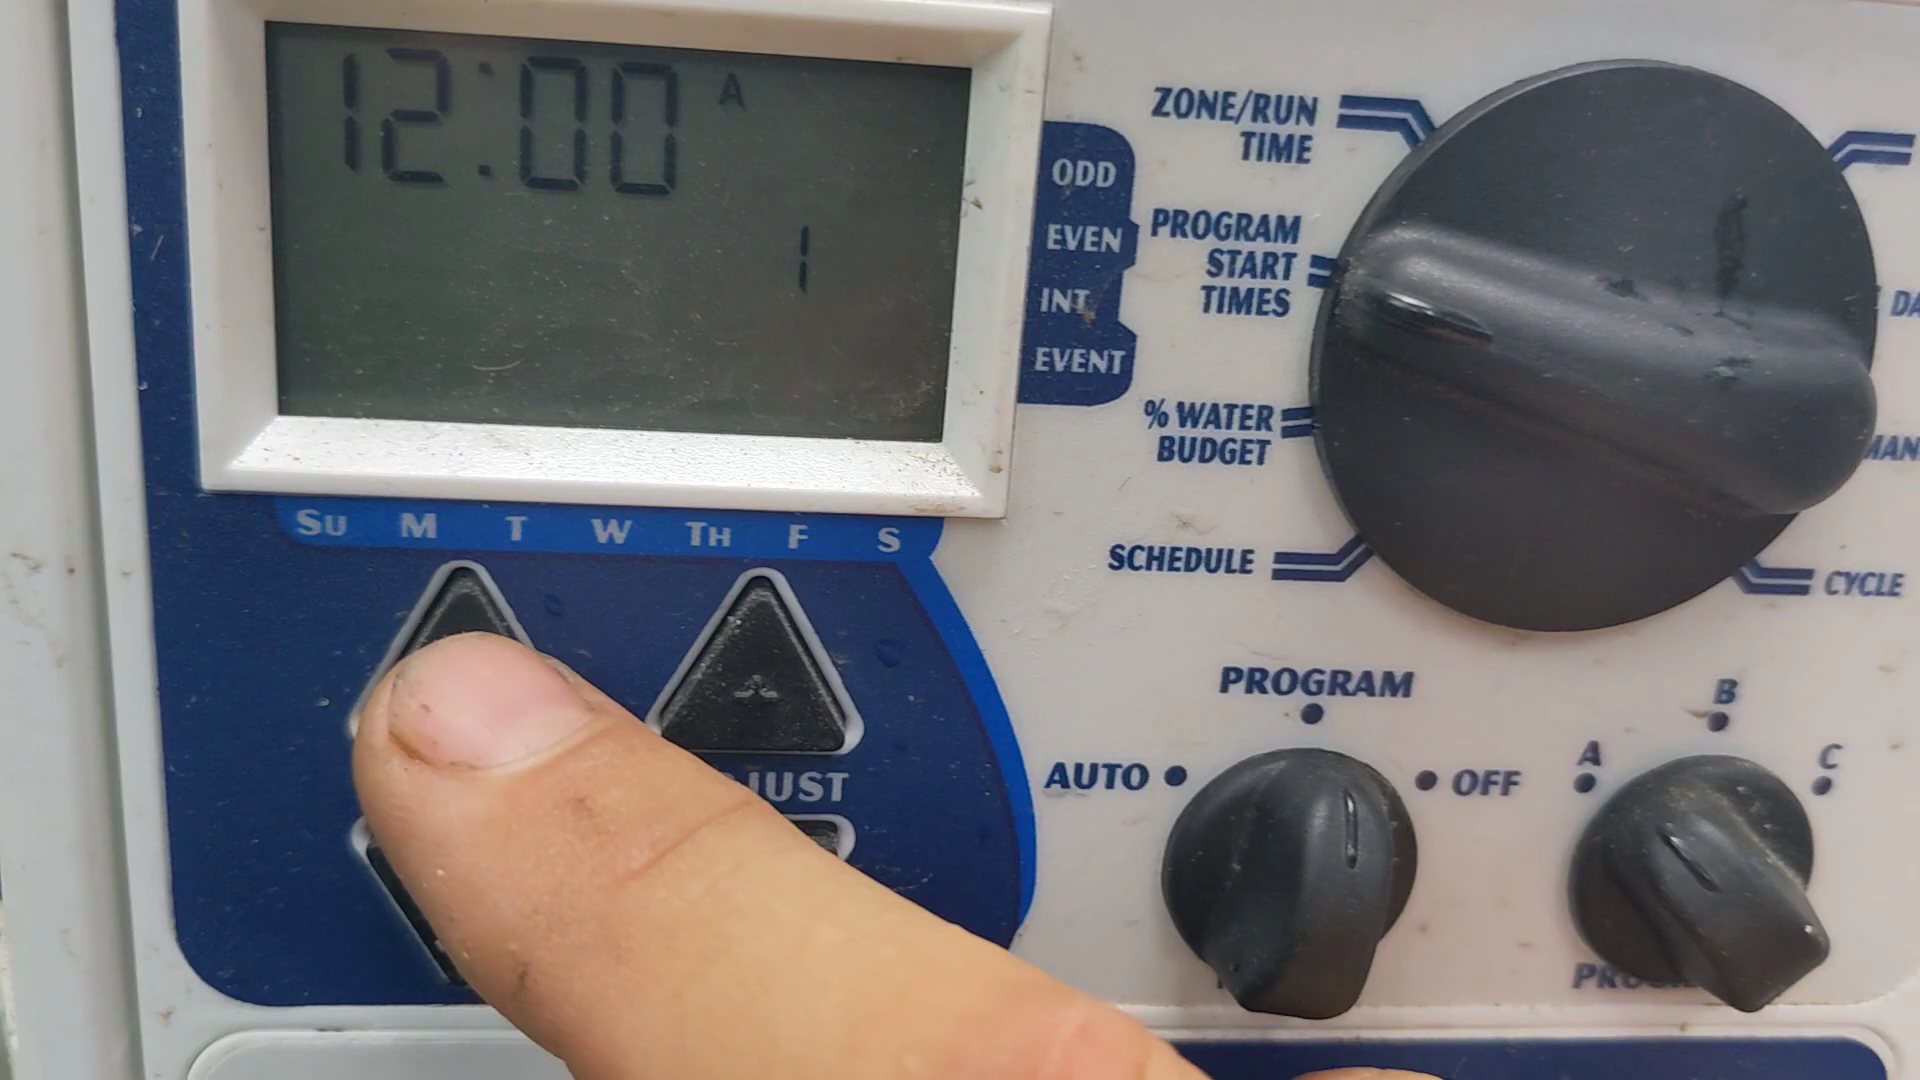 12:00 A
1
ODD
EVEN
INT
EVENT
ZONE/RUN
TIME
PROGRAM
START
TIMES
% WATER
BUDGET
SCHEDULE
CYCLE
SU M T W TH F S
PROGRAM
AUTO
OFF
A
B
C